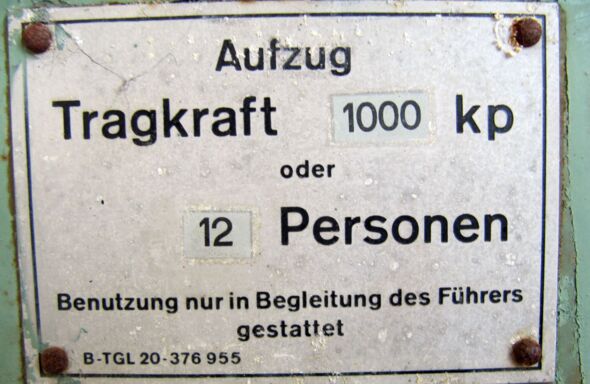 Aufzug
Tragkraft 1000 kp
oder
12 Personen
Benutzung nur in Begleitung des Führers
gestattet
B-TGL 20-376 955